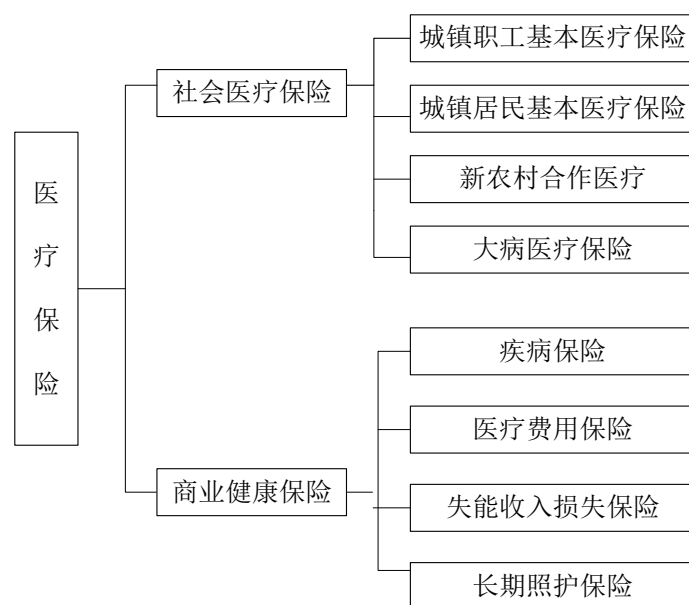 医疗保险
社会医疗保险
城镇职工基本医疗保险
城镇居民基本医疗保险
新农村合作医疗
大病医疗保险
商业健康保险
疾病保险
医疗费用保险
失能收入损失保险
长期照护保险